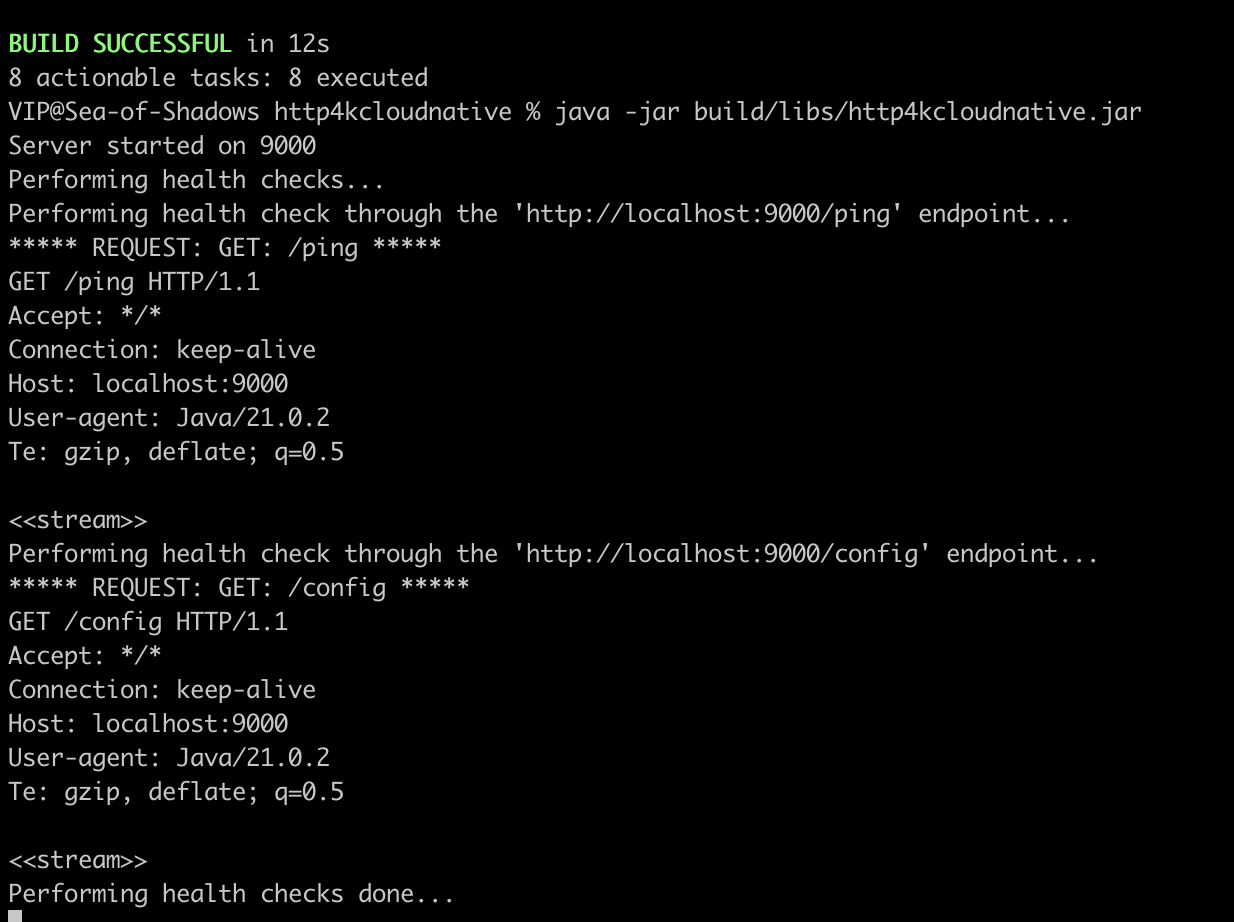 BUILD SUCCESSFUL in 12s
8 actionable tasks: 8 executed
VIP@Sea-of-Shadows http4kcloudnative % java -jar build/libs/http4kcloudnative.jar
Server started on 9000
Performing health checks...
Performing health check through the 'http://localhost:9000/ping' endpoint...
***** REQUEST: GET: /ping *****
GET /ping HTTP/1.1
Accept: */*
Connection: keep-alive
Host: localhost:9000
User-agent: Java/21.0.2
Te: gzip, deflate; q=0.5
<<stream>>
Performing health check through the 'http://localhost:9000/config' endpoint...
***** REQUEST: GET: /config *****
GET /config HTTP/1.1
Accept: */*
Connection: keep-alive
Host: localhost:9000
User-agent: Java/21.0.2
Te: gzip, deflate; q=0.5
<<stream>>
Performing health checks done...